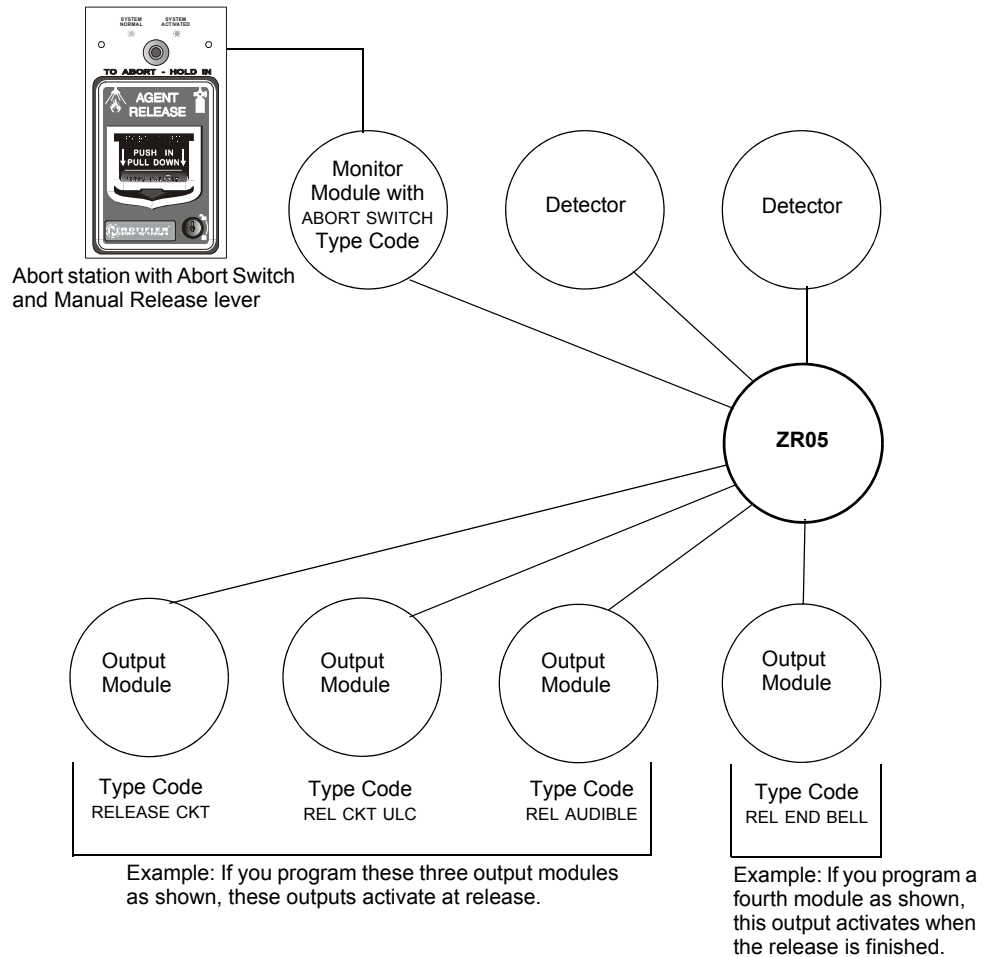 SYSTEM NORMAL
SYSTEM ACTIVATED
TO ABORT - HOLD IN
AGENT RELEASE
PUSH IN
PULL DOWN
NOTIFIER
Abort station with Abort Switch
and Manual Release lever
Monitor
Module with
ABORT SWITCH
Type Code
Detector
Detector
ZR05
Output
Module
Output
Module
Output
Module
Output
Module
Type Code
RELEASE CKT
Type Code
REL CKT ULC
Type Code
REL AUDIBLE
Type Code
REL END BELL
Example: If you program these three output modules
as shown, these outputs activate at release.
Example: If you program a
fourth module as shown,
this output activates when
the release is finished.